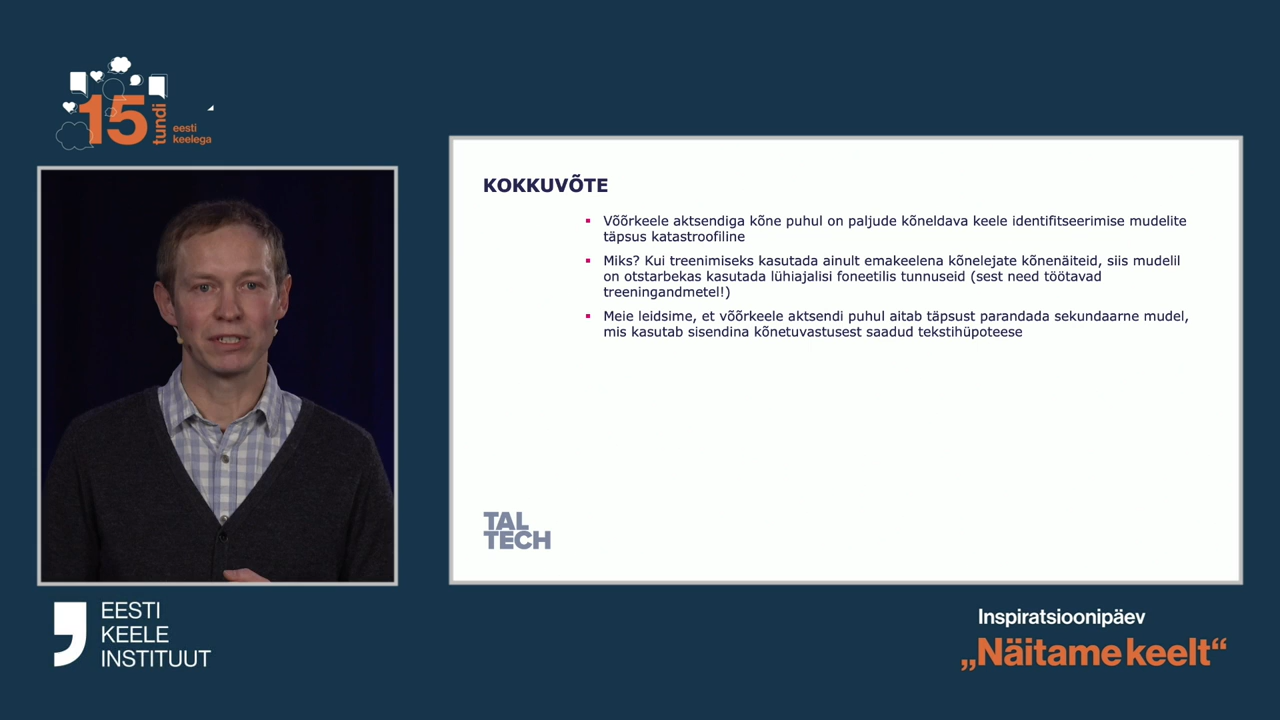 15
tundi
eesti
keelega
KOKKUVÕTE
Võõrkeele aktsendiga kõne puhul on paljude kõneldava keele identifitseerimise mudelite
täpsus katastroofiline
Miks? Kui treenimiseks kasutada ainult emakeelena kõnelejate kõnenäiteid, siis mudelil
on otstarbekas kasutada lühiajalisi foneetilis tunnuseid (sest need töötavad
treeningandmetel!)
Meie leidsime, et võõrkeele aktsendi puhul aitab täpsust parandada sekundaarne mudel,
mis kasutab sisendina kõnetuvastusest saadud tekstihüpoteese
TAL
TECH
EESTI
KEELE
INSTITUUT
Inspiratsioonipäev
„Näitame keelt“